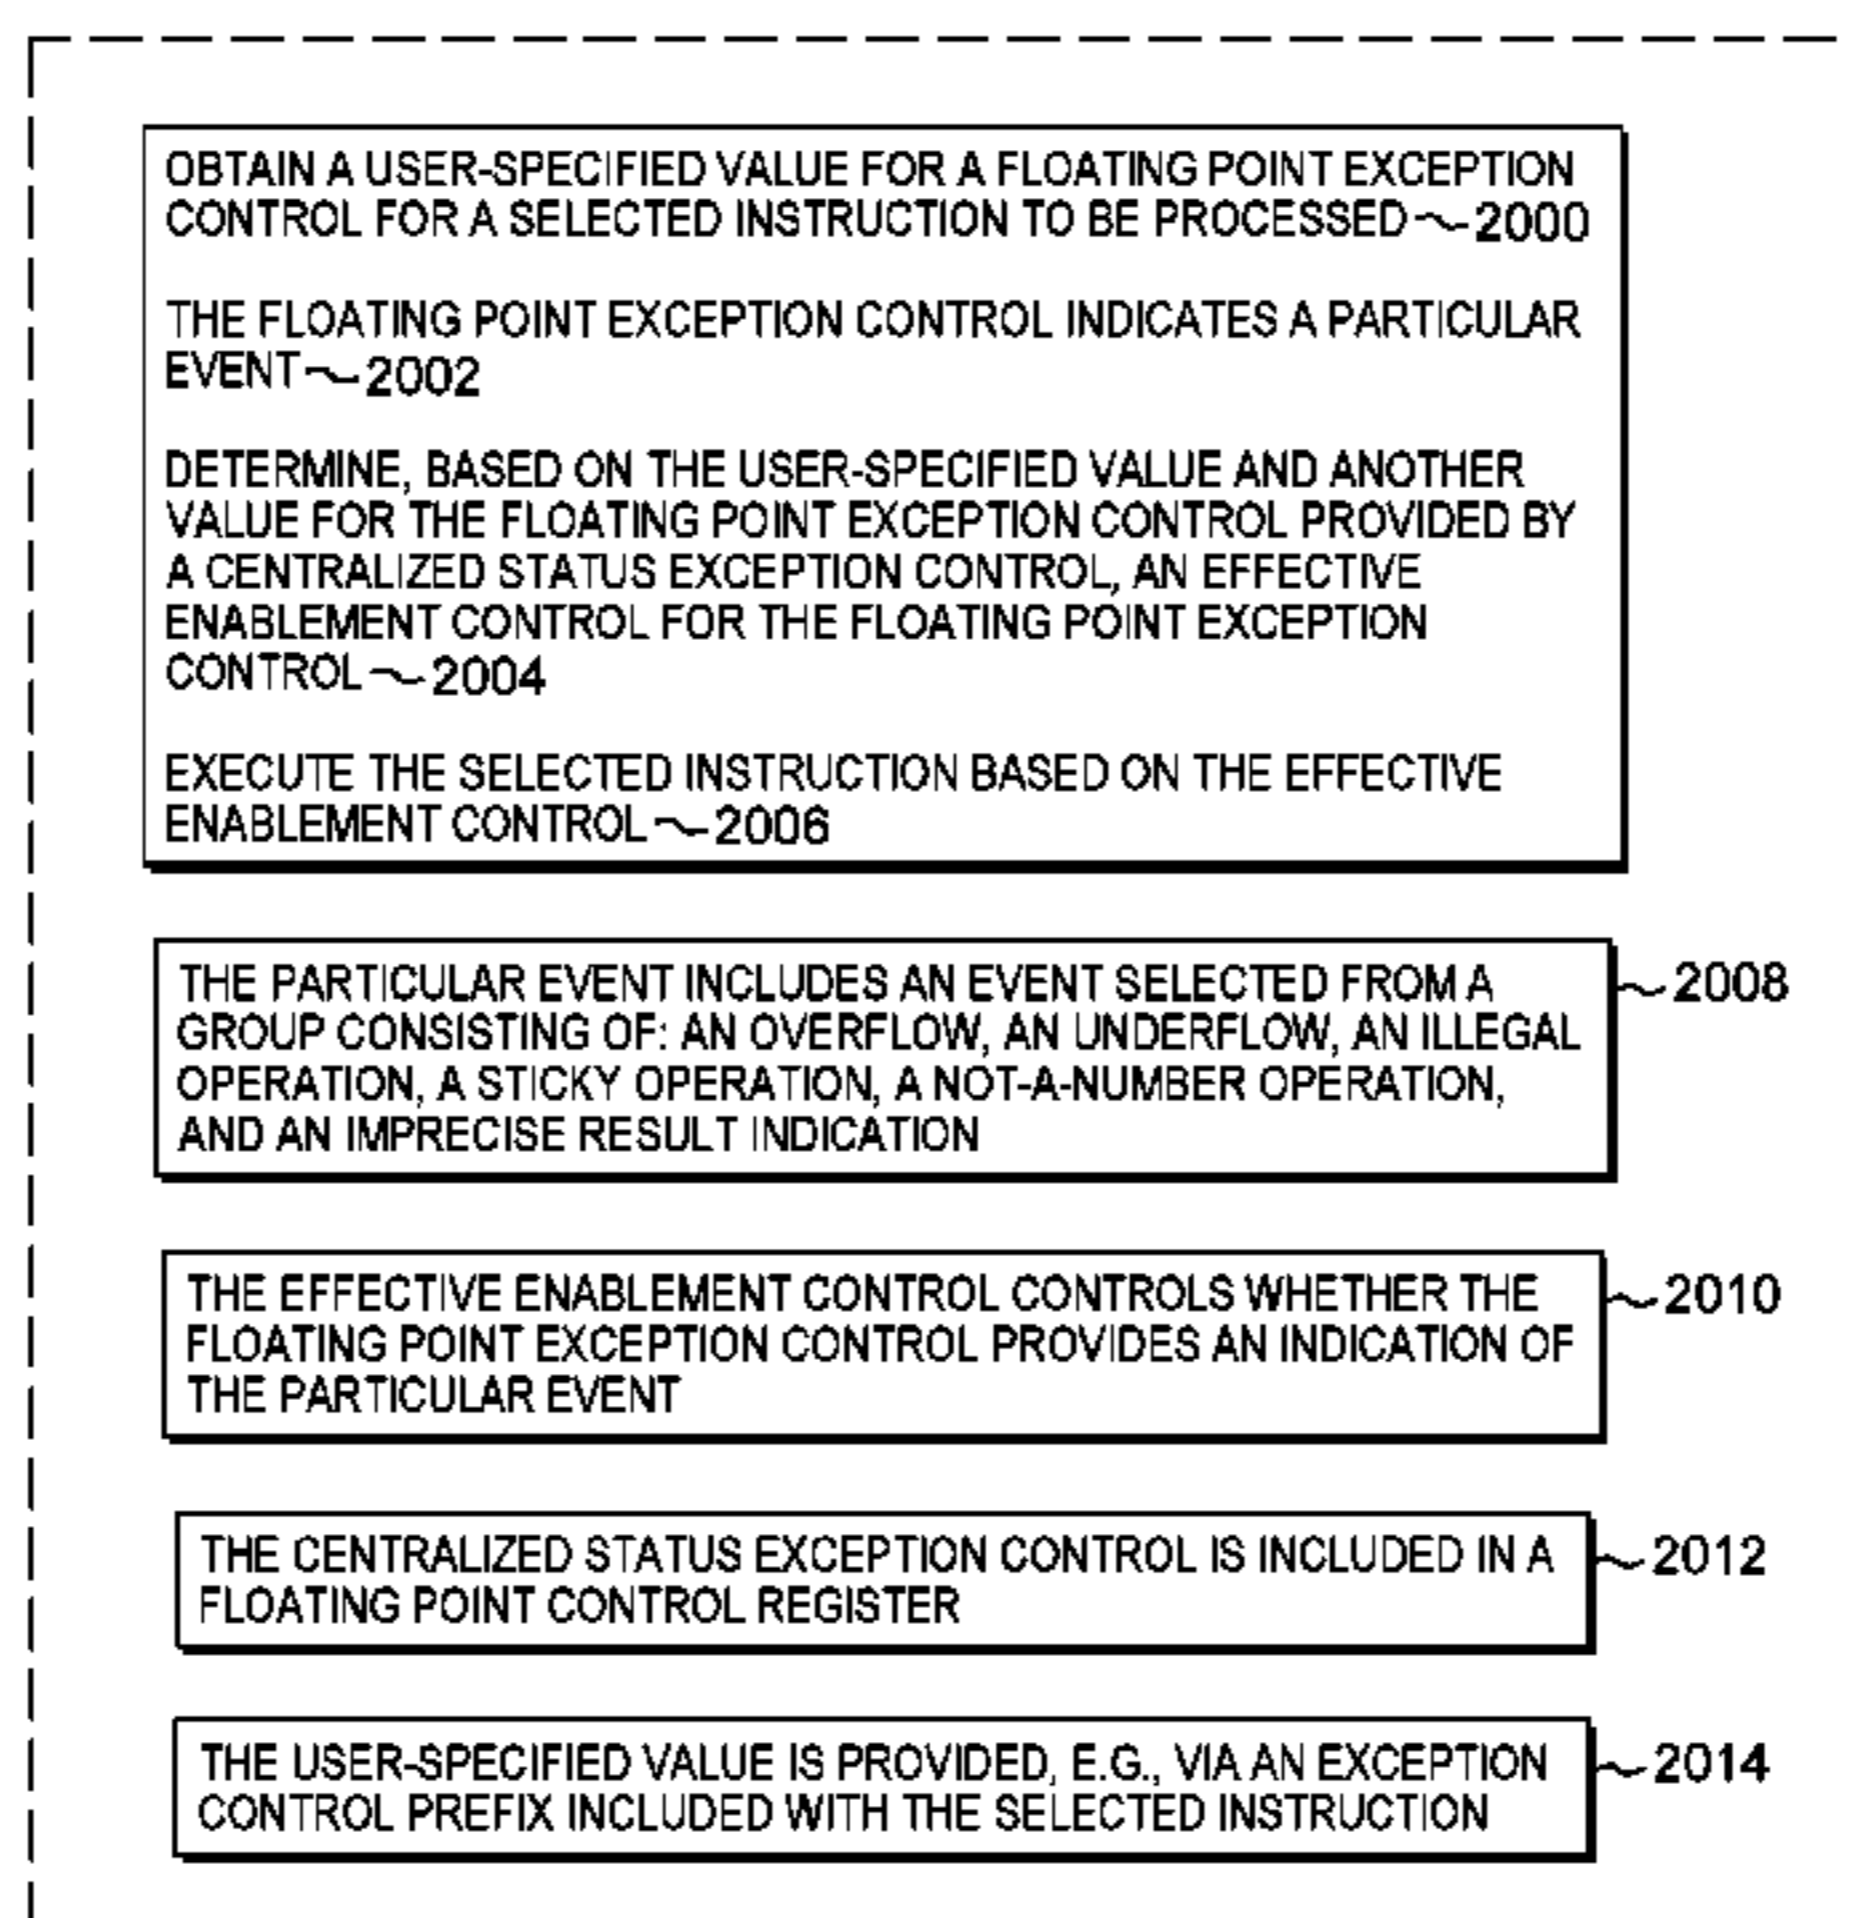 OBTAIN A USER-SPECIFIED VALUE FOR A FLOATING POINT EXCEPTION
CONTROL FOR A SELECTED INSTRUCTION TO BE PROCESSED 2000
THE FLOATING POINT EXCEPTION CONTROL INDICATES A PARTICULAR
EVENT 2002
DETERMINE, BASED ON THE USER-SPECIFIED VALUE AND ANOTHER
VALUE FOR THE FLOATING POINT EXCEPTION CONTROL PROVIDED BY
A CENTRALIZED STATUS EXCEPTION CONTROL, AN EFFECTIVE
ENABLEMENT CONTROL FOR THE FLOATING POINT EXCEPTION
CONTROL 2004
EXECUTE THE SELECTED INSTRUCTION BASED ON THE EFFECTIVE
ENABLEMENT CONTROL 2006
THE PARTICULAR EVENT INCLUDES AN EVENT SELECTED FROM A 2008
GROUP CONSISTING OF: AN OVERFLOW, AN UNDERFLOW, AN ILLEGAL
OPERATION, A STICKY OPERATION, A NOT-A-NUMBER OPERATION,
AND AN IMPRECISE RESULT INDICATION
THE EFFECTIVE ENABLEMENT CONTROL CONTROLS WHETHER THE 2010
FLOATING POINT EXCEPTION CONTROL PROVIDES AN INDICATION OF
THE PARTICULAR EVENT
THE CENTRALIZED STATUS EXCEPTION CONTROL IS INCLUDED IN A 2012
FLOATING POINT CONTROL REGISTER
THE USER-SPECIFIED VALUE IS PROVIDED, E.G., VIA AN EXCEPTION 2014
CONTROL PREFIX INCLUDED WITH THE SELECTED INSTRUCTION